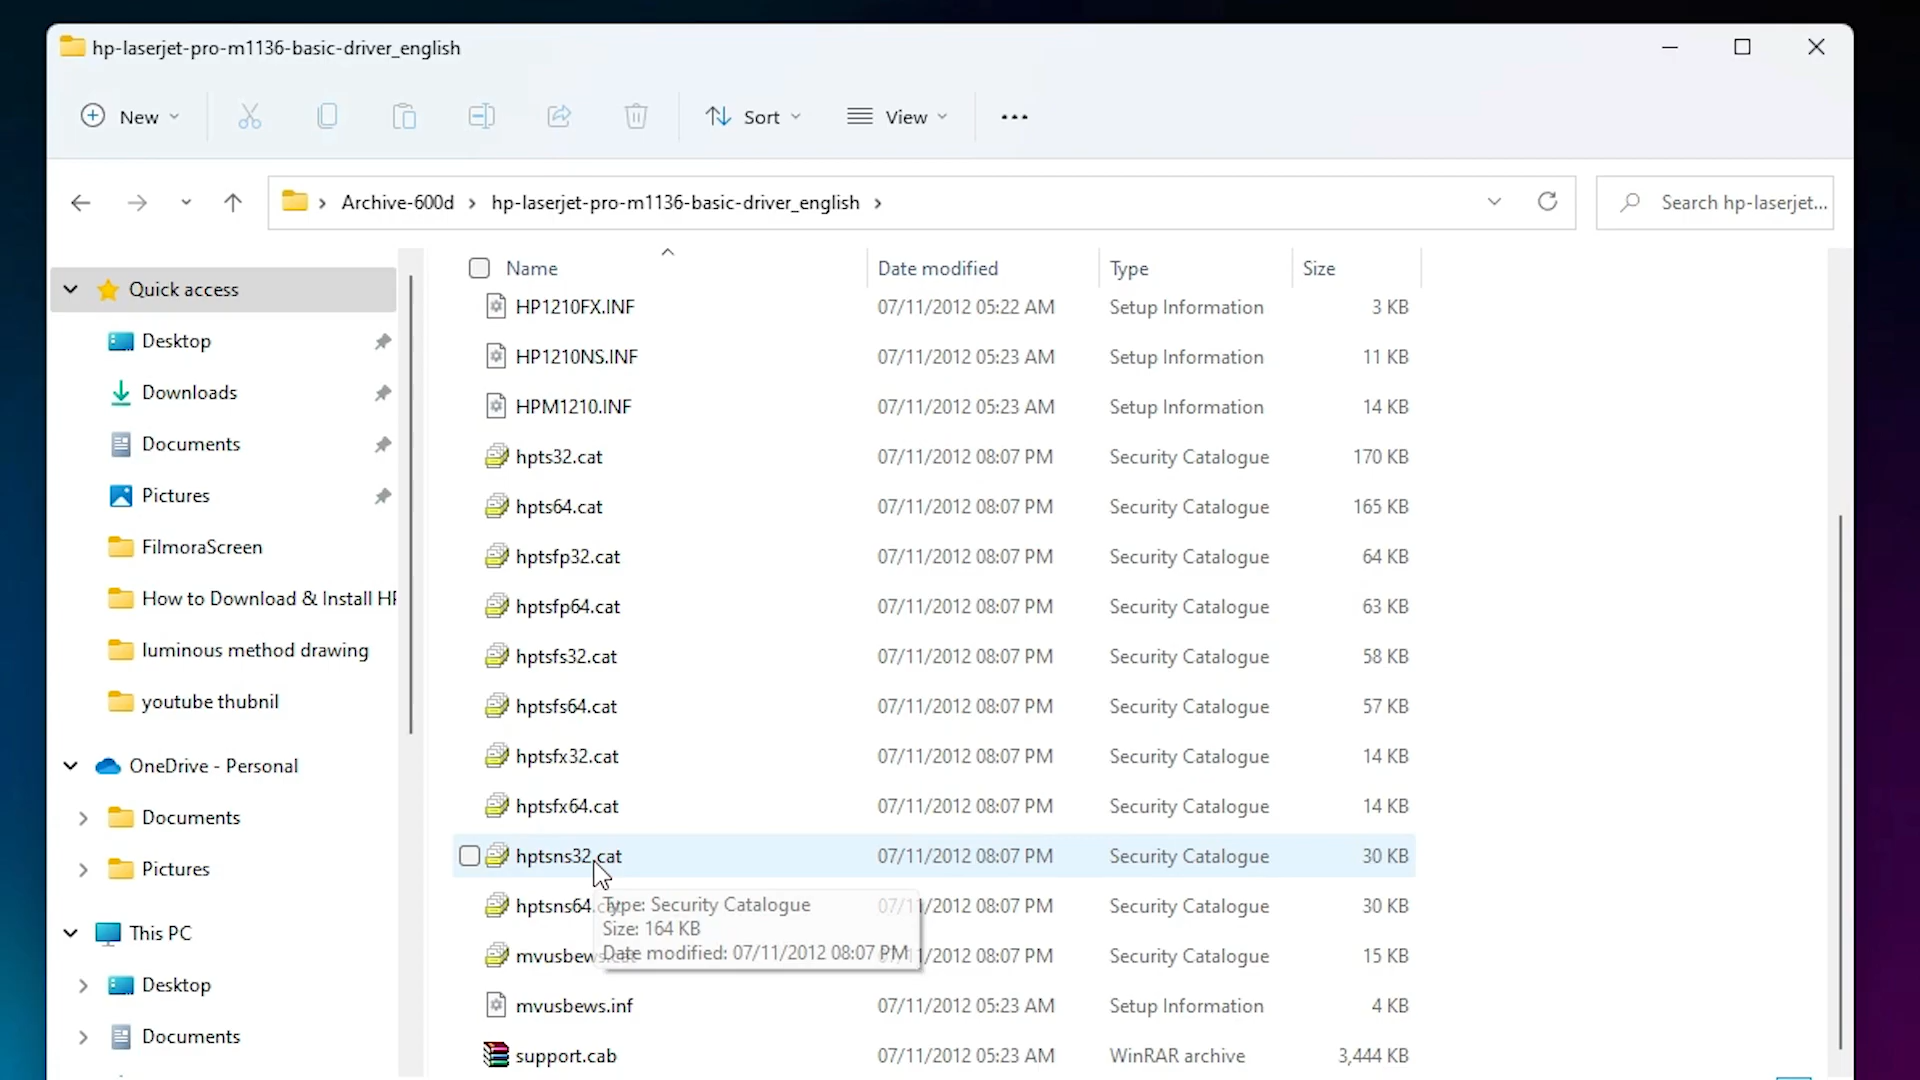 hp-laserjet-pro-m1136-basic-driver_english
New Sort View
Archive-600d hp-laserjet-pro-m1136-basic-driver_english Search hp-laserjet...
Quick access
Desktop
Downloads
Documents
Pictures
FilmoraScreen
How to Download & Install HP
luminous method drawing
youtube thubnil
OneDrive - Personal
Documents
Pictures
This PC
Desktop
Documents
Name Date modified Type Size
HP1210FX.INF 07/11/2012 05:22 AM Setup Information 3 KB
HP1210NS.INF 07/11/2012 05:23 AM Setup Information 11 KB
HPM1210.INF 07/11/2012 05:23 AM Setup Information 14 KB
hpts32.cat 07/11/2012 08:07 PM Security Catalogue 170 KB
hpts64.cat 07/11/2012 08:07 PM Security Catalogue 165 KB
hptsfp32.cat 07/11/2012 08:07 PM Security Catalogue 64 KB
hptsfp64.cat 07/11/2012 08:07 PM Security Catalogue 63 KB
hptsfs32.cat 07/11/2012 08:07 PM Security Catalogue 58 KB
hptsfs64.cat 07/11/2012 08:07 PM Security Catalogue 57 KB
hptsfx32.cat 07/11/2012 08:07 PM Security Catalogue 14 KB
hptsfx64.cat 07/11/2012 08:07 PM Security Catalogue 14 KB
hptsns32.cat 07/11/2012 08:07 PM Security Catalogue 30 KB
hptsns64.cat 07/11/2012 08:07 PM Security Catalogue 30 KB
Type: Security Catalogue
Size: 164 KB
Date modified: 07/11/2012 08:07 PM
mvusbews.cat 07/11/2012 08:07 PM Security Catalogue 15 KB
mvusbews.inf 07/11/2012 05:23 AM Setup Information 4 KB
support.cab 07/11/2012 05:23 AM WinRAR archive 3,444 KB